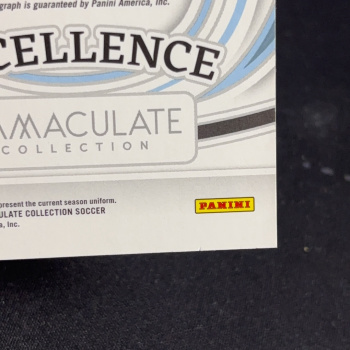 graph is guaranteed by Panini America, Inc.
CELLENCE
MMACULATE
COLLECTION
present the current season uniform.
ULATE COLLECTION SOCCER
a, Inc.
PANINI